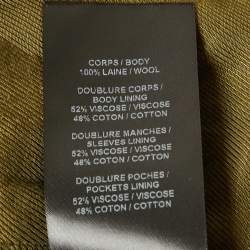 CORPS / BODY
100% LAINE / WOOL
DOUBLURE CORPS /
BODY LINING
52% VISCOSE / VISCOSE
48% COTON / COTTON
DOUBLURE MANCHES /
SLEEVES LINING
52% VISCOSE / VISCOSE
48% COTON / COTTON
DOUBLURE POCHES /
POCKETS LINING
52% VISCOSE / VISCOSE
48% COTON / COTTON